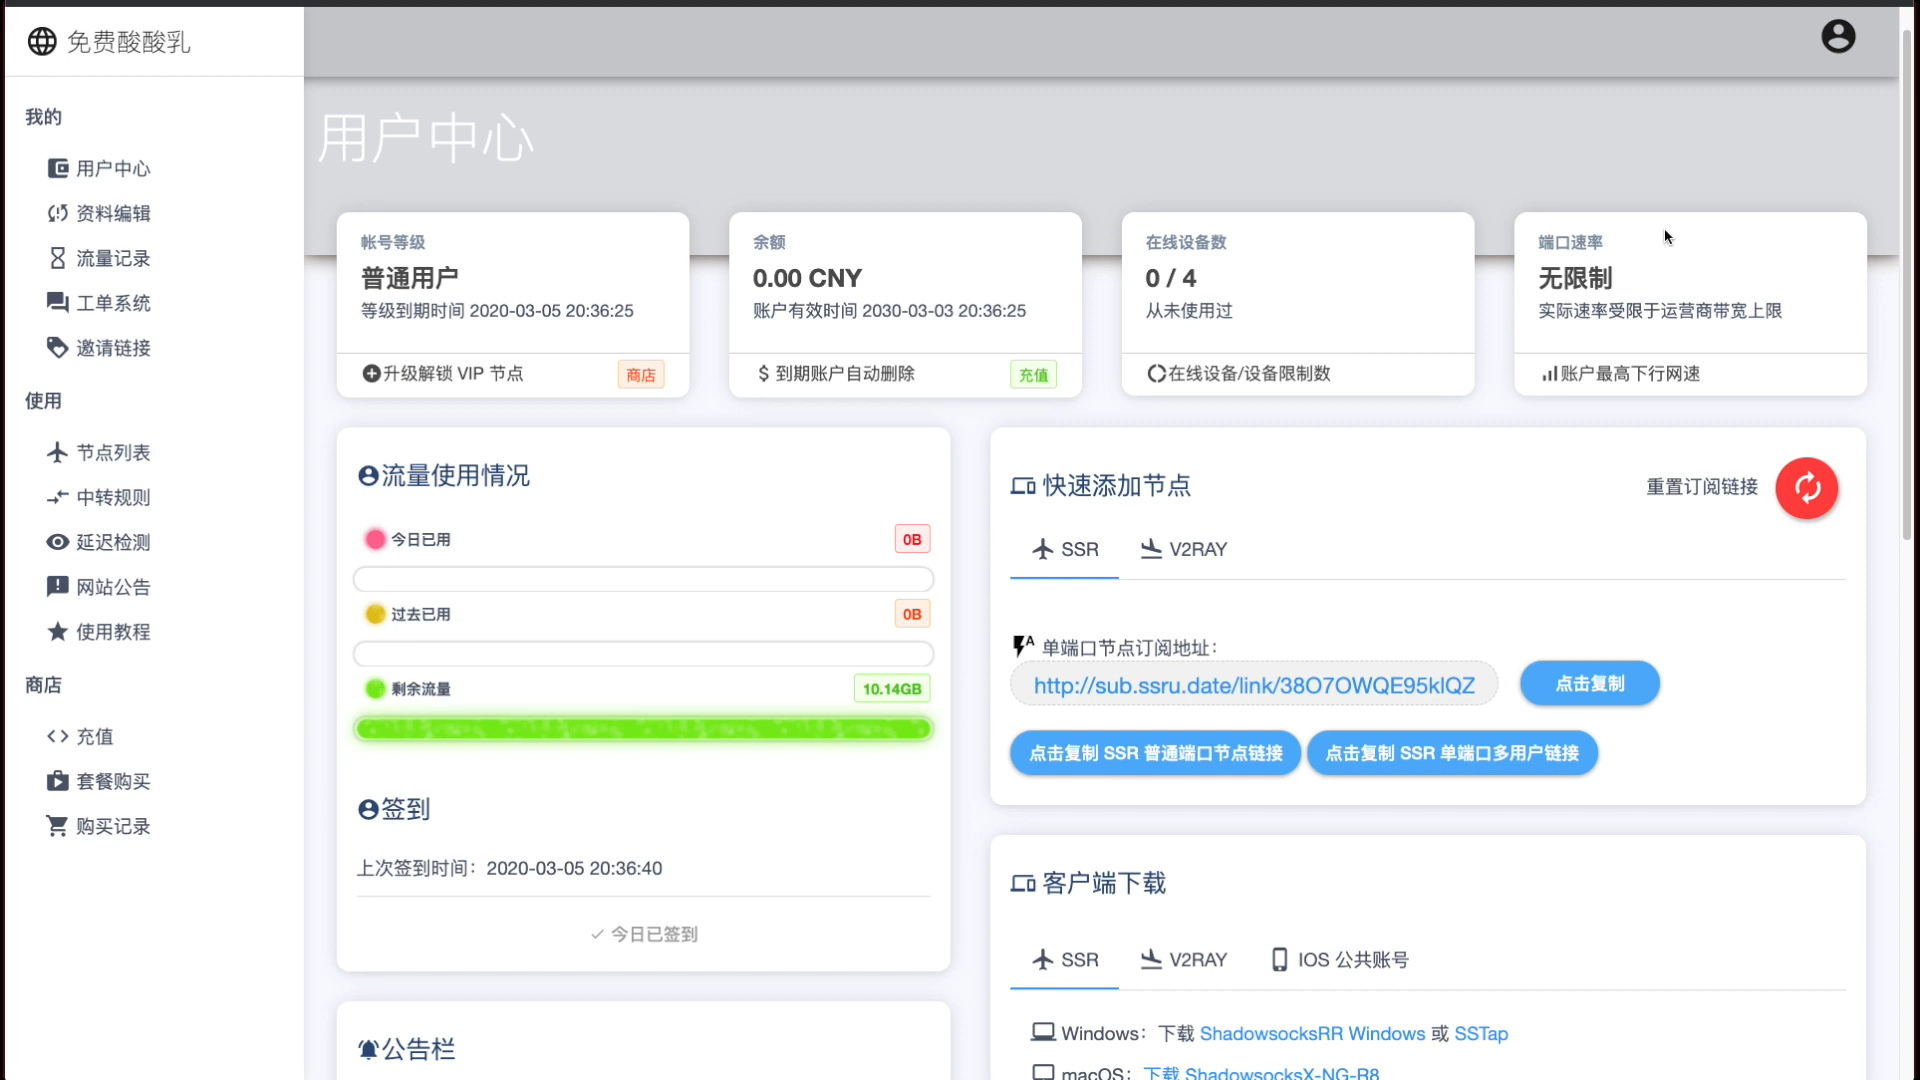 免费酸酸乳
我的
用户中心
资料编辑
流量记录
工单系统
邀请链接
使用
节点列表
中转规则
延迟检测
网站公告
使用教程
商店
充值
套餐购买
购买记录
用户中心
帐号等级
普通用户
等级到期时间 2020-03-05 20:36:25
升级解锁 VIP 节点 商店
余额
0.00 CNY
账户有效时间 2030-03-03 20:36:25
$ 到期账户自动删除 充值
在线设备数
0 / 4
从未使用过
在线设备/设备限制数
端口速率
无限制
实际速率受限于运营商带宽上限
账户最高下行网速
流量使用情况
今日已用 0B
过去已用 0B
剩余流量 10.14GB
签到
上次签到时间：2020-03-05 20:36:40
今日已签到
公告栏
快速添加节点 重置订阅链接
SSR V2RAY
单端口节点订阅地址：
http://sub.ssru.date/link/38O7OWQE95klQZ 点击复制
点击复制 SSR 普通端口节点链接 点击复制 SSR 单端口多用户链接
客户端下载
SSR V2RAY IOS 公共账号
Windows：下载 ShadowsocksRR Windows 或 SSTap
macOS：下载 ShadowsocksX-NG-R8